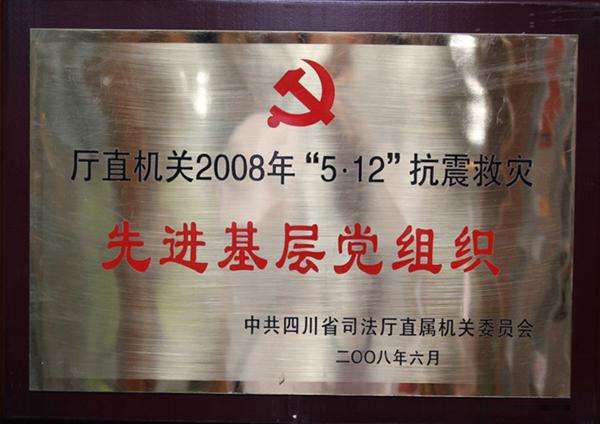 厅直机关2008年“5·12”抗震救灾
先进基层党组织
中共四川省司法厅直属机关委员会
二〇〇八年六月